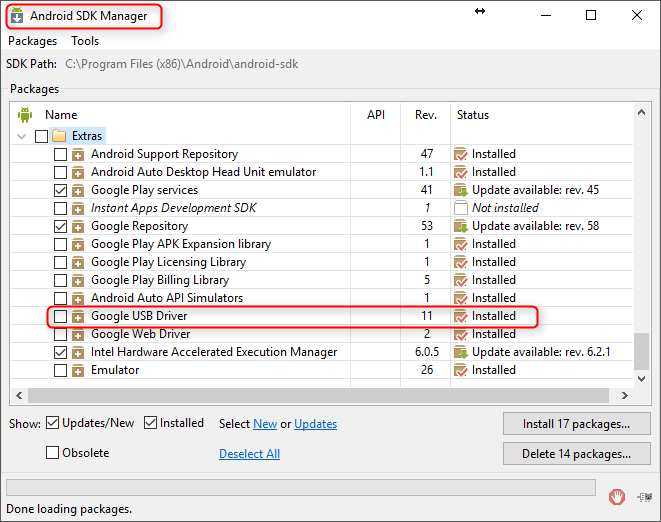 Android SDK Manager
Packages Tools
SDK Path: C:\Program Files (x86)\Android\android-sdk
Packages
Name API Rev. Status
Extras
Android Support Repository 47 Installed
Android Auto Desktop Head Unit emulator 1.1 Installed
Google Play services 41 Update available: rev. 45
Instant Apps Development SDK 1 Not installed
Google Repository 53 Update available: rev. 58
Google Play APK Expansion library 1 Installed
Google Play Licensing Library 1 Installed
Google Play Billing Library 5 Installed
Android Auto API Simulators 1 Installed
Google USB Driver 11 Installed
Google Web Driver 2 Installed
Intel Hardware Accelerated Execution Manager 6.0.5 Update available: rev. 6.2.1
Emulator 26 Installed
Show: Updates/New Installed Select New or Updates Install 17 packages...
Obsolete Deselect All Delete 14 packages...
Done loading packages.